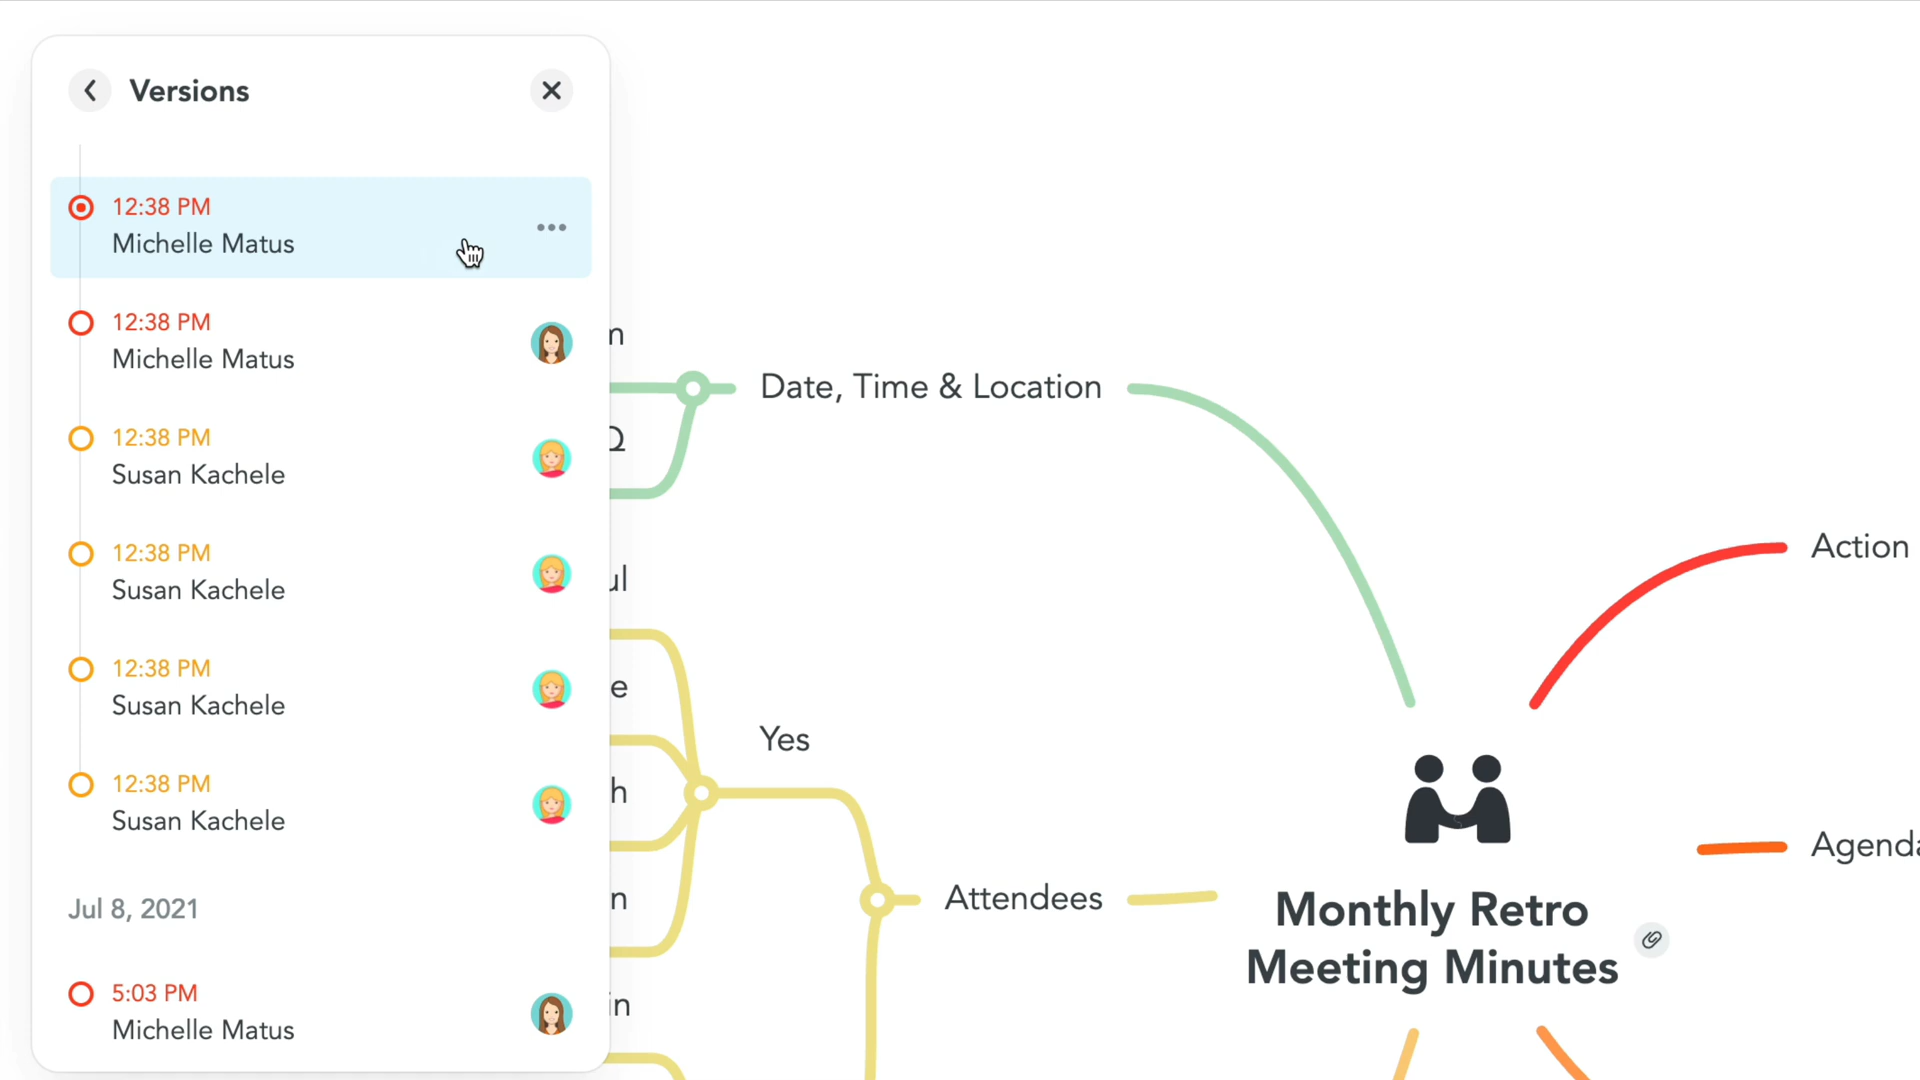 Versions
12:38 PM
Michelle Matus
12:38 PM
Michelle Matus
12:38 PM
Susan Kachele
12:38 PM
Susan Kachele
12:38 PM
Susan Kachele
12:38 PM
Susan Kachele
Jul 8, 2021
5:03 PM
Michelle Matus
Date, Time & Location
Yes
Attendees
Monthly Retro
Meeting Minutes
Action
Agenda